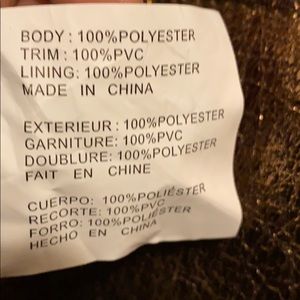 BODY : 100%POLYESTER
TRIM : 100%PVC
LINING: 100%POLYESTER
MADE IN CHINA
EXTERIEUR : 100%POLYESTER
GARNITURE: 100%PVC
DOUBLURE: 100%POLYESTER
FAIT EN CHINE
CUERPO: 100%POLIÉSTER
RECORTE: 100%PVC
FORRO: 100%POLIÉSTER
HECHO EN CHINA